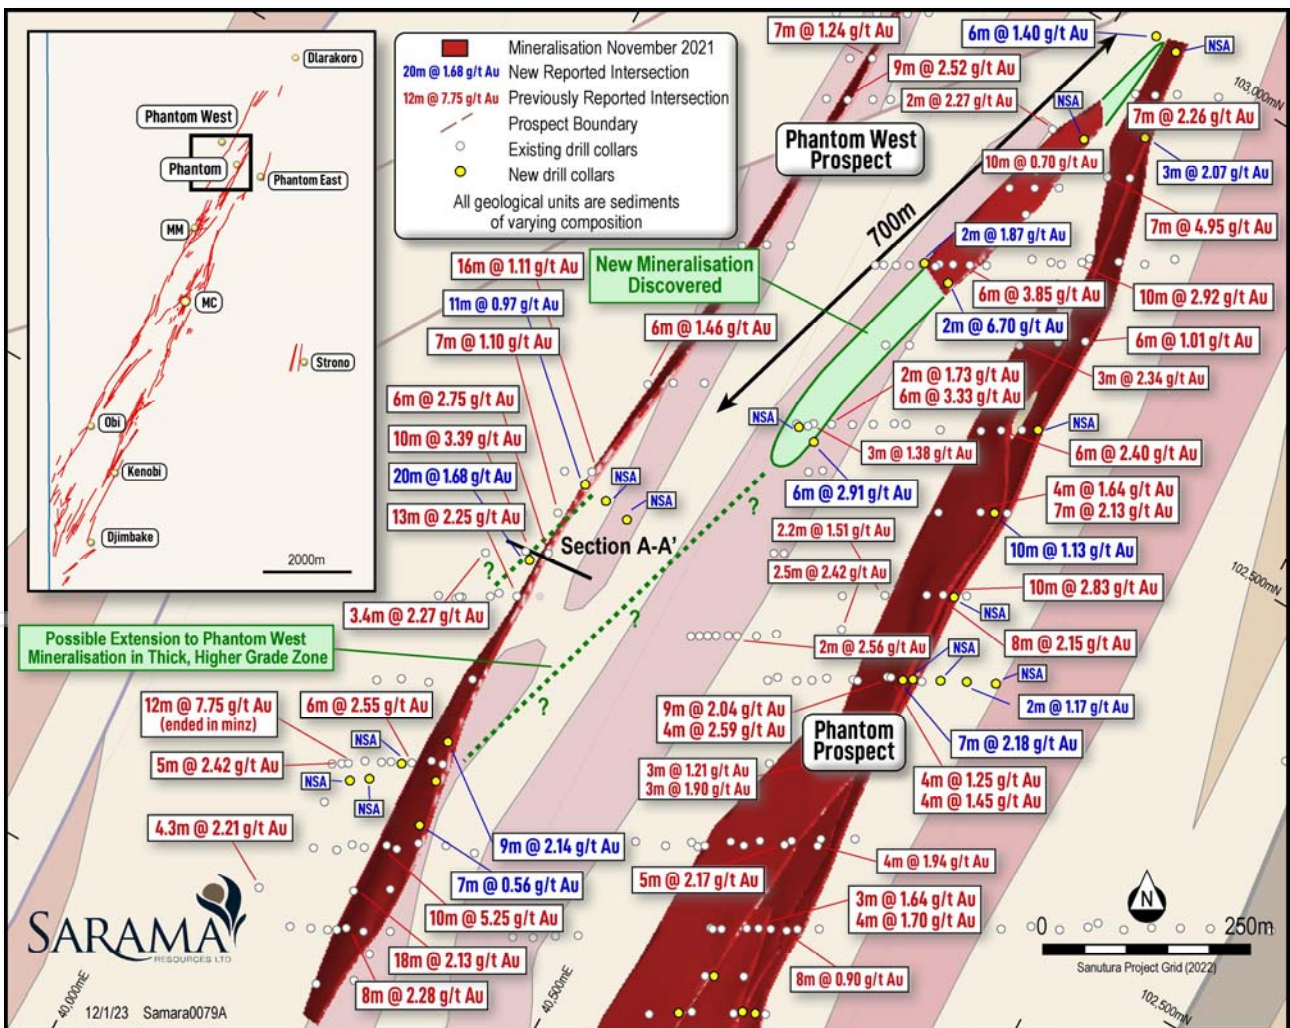 Dlarakoro
Phantom West
Phantom
Phantom East
MM
MC
Strono
Obi
Kenobi
Djimbake
2000m
Mineralisation November 2021
20m @ 1.68 g/t Au New Reported Intersection
12m @ 7.75 g/t Au Previously Reported Intersection
Prospect Boundary
Existing drill collars
New drill collars
All geological units are sediments
of varying composition
7m @ 1.24 g/t Au
6m @ 1.40 g/t Au
NSA
9m @ 2.52 g/t Au
2m @ 2.27 g/t Au
NSA
103,000mN
7m @ 2.26 g/t Au
Phantom West
Prospect
10m @ 0.70 g/t Au
3m @ 2.07 g/t Au
700m
7m @ 4.95 g/t Au
2m @ 1.87 g/t Au
16m @ 1.11 g/t Au
New Mineralisation
Discovered
11m @ 0.97 g/t Au
6m @ 3.85 g/t Au
10m @ 2.92 g/t Au
7m @ 1.10 g/t Au
6m @ 1.46 g/t Au
2m @ 6.70 g/t Au
6m @ 1.01 g/t Au
2m @ 1.73 g/t Au
6m @ 3.33 g/t Au
3m @ 2.34 g/t Au
6m @ 2.75 g/t Au
NSA
NSA
10m @ 3.39 g/t Au
3m @ 1.38 g/t Au
6m @ 2.40 g/t Au
20m @ 1.68 g/t Au
NSA
NSA
6m @ 2.91 g/t Au
4m @ 1.64 g/t Au
7m @ 2.13 g/t Au
13m @ 2.25 g/t Au
?
2.2m @ 1.51 g/t Au
Section A-A'
10m @ 1.13 g/t Au
?
2.5m @ 2.42 g/t Au
10m @ 2.83 g/t Au
102,500mN
3.4m @ 2.27 g/t Au
NSA
?
Possible Extension to Phantom West
Mineralisation in Thick, Higher Grade Zone
2m @ 2.56 g/t Au
8m @ 2.15 g/t Au
NSA
NSA
12m @ 7.75 g/t Au
(ended in minz)
6m @ 2.55 g/t Au
?
9m @ 2.04 g/t Au
4m @ 2.59 g/t Au
2m @ 1.17 g/t Au
Phantom
Prospect
NSA
7m @ 2.18 g/t Au
5m @ 2.42 g/t Au
NSA
NSA
3m @ 1.21 g/t Au
3m @ 1.90 g/t Au
4m @ 1.25 g/t Au
4m @ 1.45 g/t Au
4.3m @ 2.21 g/t Au
9m @ 2.14 g/t Au
4m @ 1.94 g/t Au
7m @ 0.56 g/t Au
5m @ 2.17 g/t Au
10m @ 5.25 g/t Au
3m @ 1.64 g/t Au
4m @ 1.70 g/t Au
N
SARAMA
RESOURCES LTD
0 250m
18m @ 2.13 g/t Au
Sanutura Project Grid (2022)
8m @ 2.28 g/t Au
8m @ 0.90 g/t Au
40,000mE
40,500mE
102,500mN
12/1/23 Samara0079A